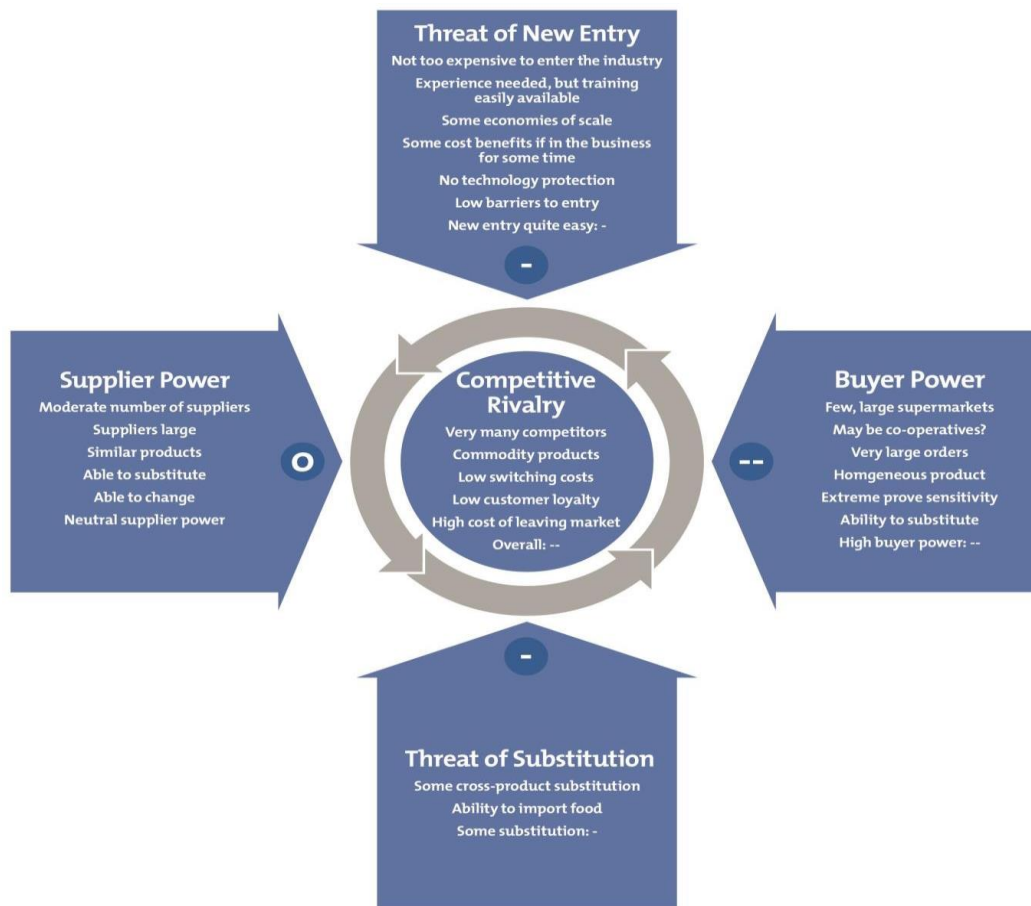 Threat of New Entry
Not too expensive to enter the industry
Experience needed, but training
easily available
Some economies of scale
Some cost benefits if in the business
for some time
No technology protection
Low barriers to entry
New entry quite easy: -
-
Supplier Power
Moderate number of suppliers
Suppliers large
Similar products
Able to substitute
Able to change
Neutral supplier power
O
Competitive
Rivalry
Very many competitors
Commodity products
Low switching costs
Low customer loyalty
High cost of leaving market
Overall: --
--
Buyer Power
Few, large supermarkets
May be co-operatives?
Very large orders
Homgeneous product
Extreme prove sensitivity
Ability to substitute
High buyer power: --
-
Threat of Substitution
Some cross-product substitution
Ability to import food
Some substitution: -